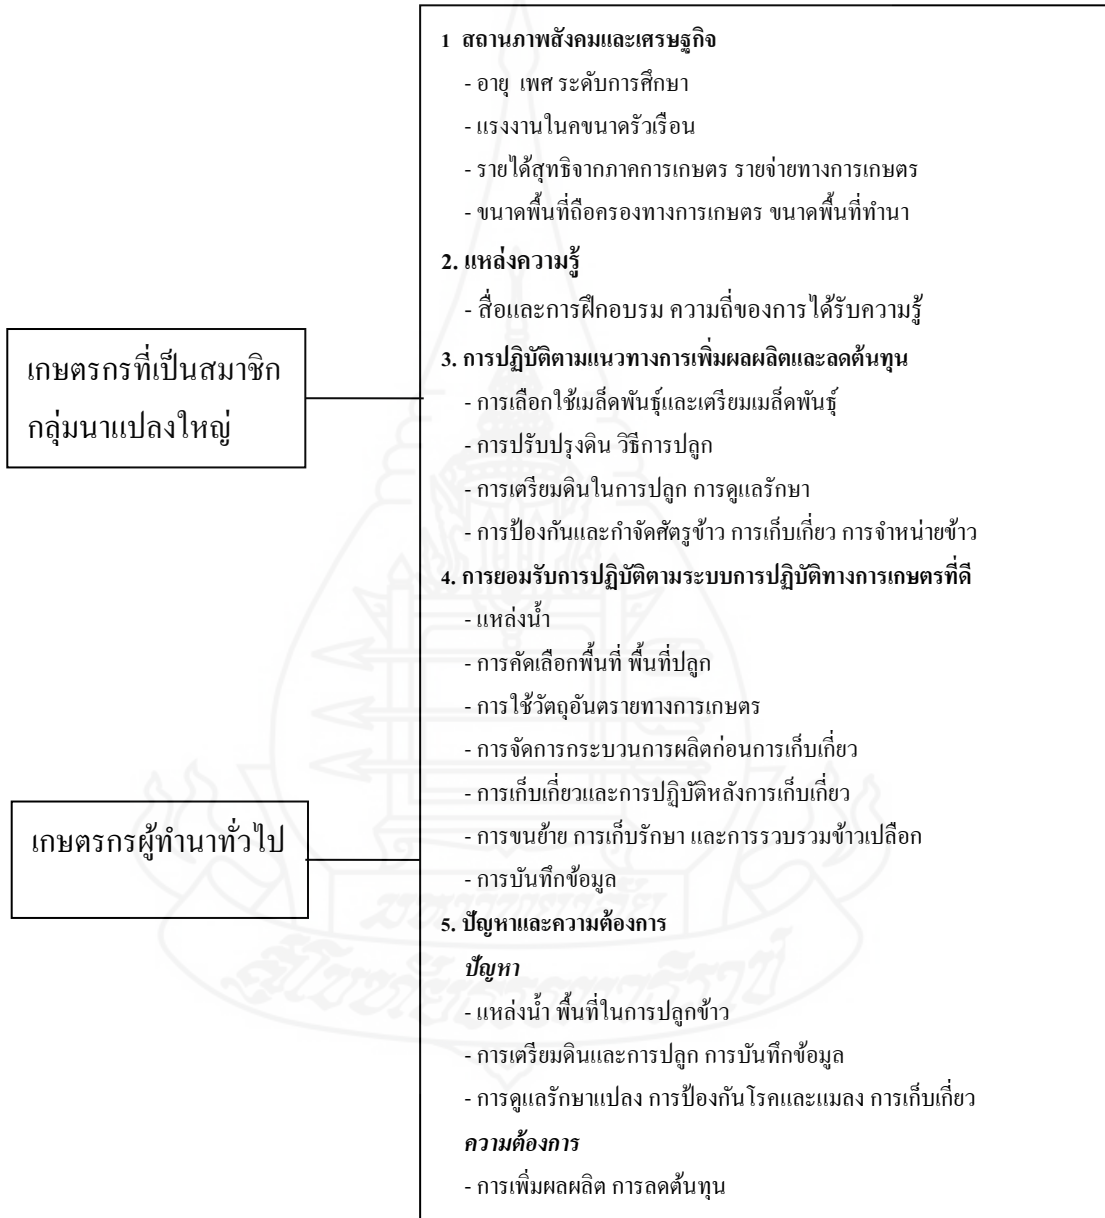 เกษตรกรที่เป็นสมาชิก
กลุ่มนาแปลงใหญ่
เกษตรกรผู้ทำนาทั่วไป
1 สถานภาพสังคมและเศรษฐกิจ
- อายุ เพศ ระดับการศึกษา
- แรงงานในคขนาดรัวเรือน
- รายได้สุทธิจากภาคการเกษตร รายจ่ายทางการเกษตร
- ขนาดพื้นที่ถือครองทางการเกษตร ขนาดพื้นที่ทำนา
2. แหล่งความรู้
- สื่อและการฝึกอบรม ความถี่ของการได้รับความรู้
3. การปฏิบัติตามแนวทางการเพิ่มผลผลิตและลดต้นทุน
- การเลือกใช้เมล็ดพันธุ์และเตรียมเมล็ดพันธุ์
- การปรับปรุงดิน วิธีการปลูก
- การเตรียมดินในการปลูก การดูแลรักษา
- การป้องกันและกำจัดศัตรูข้าว การเก็บเกี่ยว การจำหน่ายข้าว
4. การยอมรับการปฏิบัติตามระบบการปฏิบัติทางการเกษตรที่ดี
- แหล่งน้ำ
- การคัดเลือกพื้นที่ พื้นที่ปลูก
- การใช้วัตถุอันตรายทางการเกษตร
- การจัดการกระบวนการผลิตก่อนการเก็บเกี่ยว
- การเก็บเกี่ยวและการปฏิบัติหลังการเก็บเกี่ยว
- การขนย้าย การเก็บรักษา และการรวบรวมข้าวเปลือก
- การบันทึกข้อมูล
5. ปัญหาและความต้องการ
ปัญหา
- แหล่งน้ำ พื้นที่ในการปลูกข้าว
- การเตรียมดินและการปลูก การบันทึกข้อมูล
- การดูแลรักษาแปลง การป้องกันโรคและแมลง การเก็บเกี่ยว
ความต้องการ
- การเพิ่มผลผลิต การลดต้นทุน
มหาวิทยาลัย
สุโขทัยธรรมาธิราช